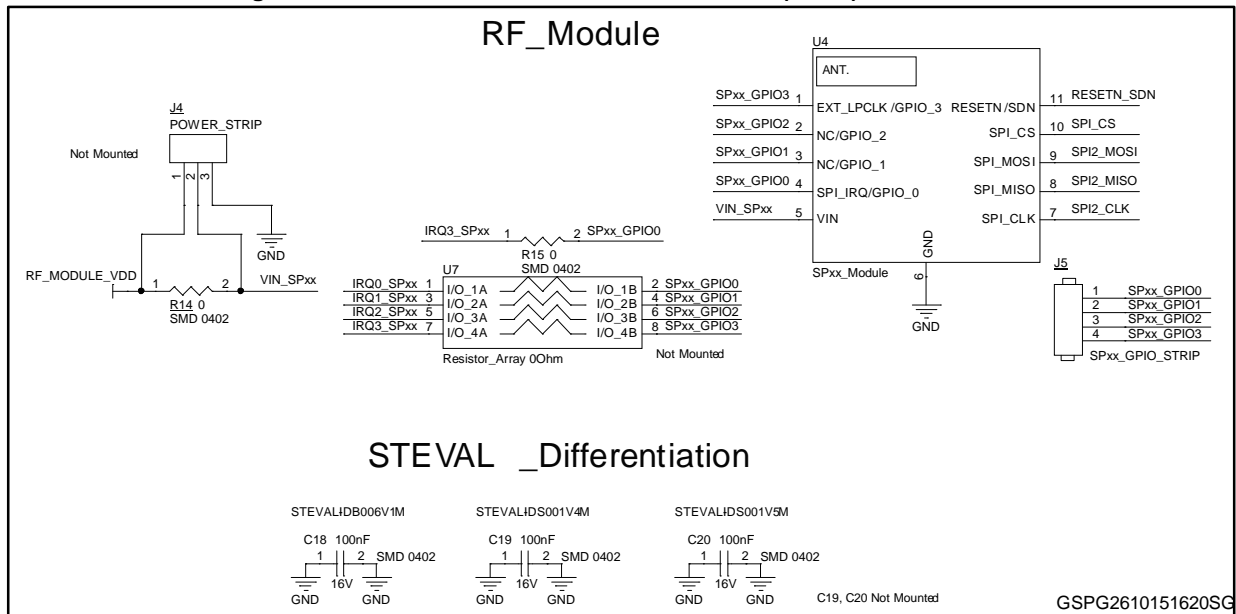 RF_Module
U4
ANT.
J4
POWER_STRIP
Not Mounted
1 2 3
GND
RF_MODULE_VDD
1 2
VIN_SPxx
R14 0
SMD 0402
IRQ3_SPxx 1 2 SPxx_GPIO0
R15 0
SMD 0402
U7
IRQ0_SPxx 1 I/O_1A I/O_1B 2 SPxx_GPIO0
IRQ1_SPxx 3 I/O_2A I/O_2B 4 SPxx_GPIO1
IRQ2_SPxx 5 I/O_3A I/O_3B 6 SPxx_GPIO2
IRQ3_SPxx 7 I/O_4A I/O_4B 8 SPxx_GPIO3
Resistor_Array 0Ohm
Not Mounted
SPxx_GPIO3 1 EXT_LPCLK /GPIO_3 RESETN/SDN 11 RESETN_SDN
SPxx_GPIO2 2 NC/GPIO_2 SPI_CS 10 SPI_CS
SPxx_GPIO1 3 NC/GPIO_1 SPI_MOSI 9 SPI2_MOSI
SPxx_GPIO0 4 SPI_IRQ/GPIO_0 SPI_MISO 8 SPI2_MISO
VIN_SPxx 5 VIN SPI_CLK 7 SPI2_CLK
GND
6
SPxx_Module
GND
J5
1 SPxx_GPIO0
2 SPxx_GPIO1
3 SPxx_GPIO2
4 SPxx_GPIO3
SPxx_GPIO_STRIP
STEVAL _Differentiation
STEVAL-IDB006V1M STEVAL-IDS001V4M STEVAL-IDS001V5M
C18 100nF C19 100nF C20 100nF
1 2 SMD 0402 1 2 SMD 0402 1 2 SMD 0402
16V 16V 16V
GND GND GND GND GND GND
C19, C20 Not Mounted
GSPG2610151620SG